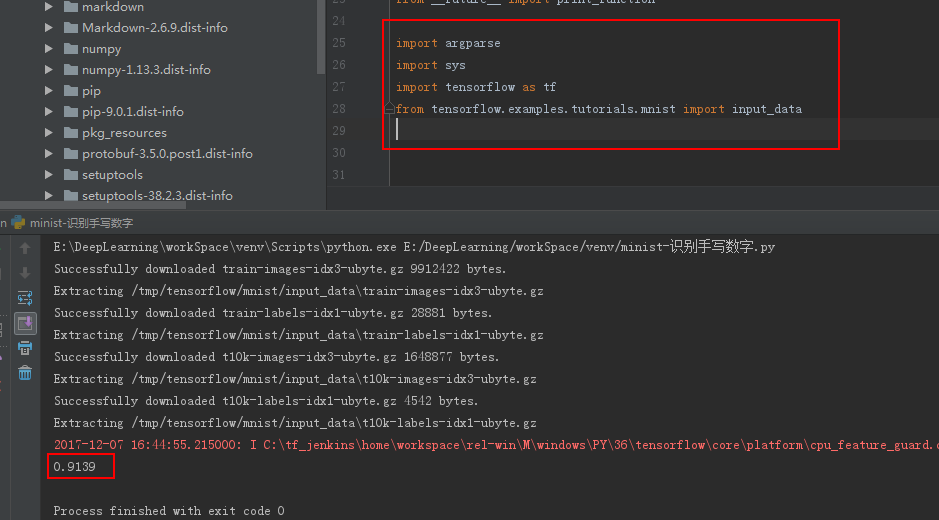 markdown
Markdown-2.6.9.dist-info
numpy
numpy-1.13.3.dist-info
pip
pip-9.0.1.dist-info
pkg_resources
protobuf-3.5.0.post1.dist-info
setuptools
setuptools-38.2.3.dist-info
23 from __future__ import print_function
24
25 import argparse
26 import sys
27 import tensorflow as tf
28 from tensorflow.examples.tutorials.mnist import input_data
29
30
31
n minist-识别手写数字
E:\DeepLearning\workSpace\venv\Scripts\python.exe E:/DeepLearning/workSpace/venv/minist-识别手写数字.py
Successfully downloaded train-images-idx3-ubyte.gz 9912422 bytes.
Extracting /tmp/tensorflow/mnist/input_data\train-images-idx3-ubyte.gz
Successfully downloaded train-labels-idx1-ubyte.gz 28881 bytes.
Extracting /tmp/tensorflow/mnist/input_data\train-labels-idx1-ubyte.gz
Successfully downloaded t10k-images-idx3-ubyte.gz 1648877 bytes.
Extracting /tmp/tensorflow/mnist/input_data\t10k-images-idx3-ubyte.gz
Successfully downloaded t10k-labels-idx1-ubyte.gz 4542 bytes.
Extracting /tmp/tensorflow/mnist/input_data\t10k-labels-idx1-ubyte.gz
2017-12-07 16:44:55.215000: I C:\tf_jenkins\home\workspace\rel-win\M\windows\PY\36\tensorflow\core\platform\cpu_feature_guard.
0.9139
Process finished with exit code 0